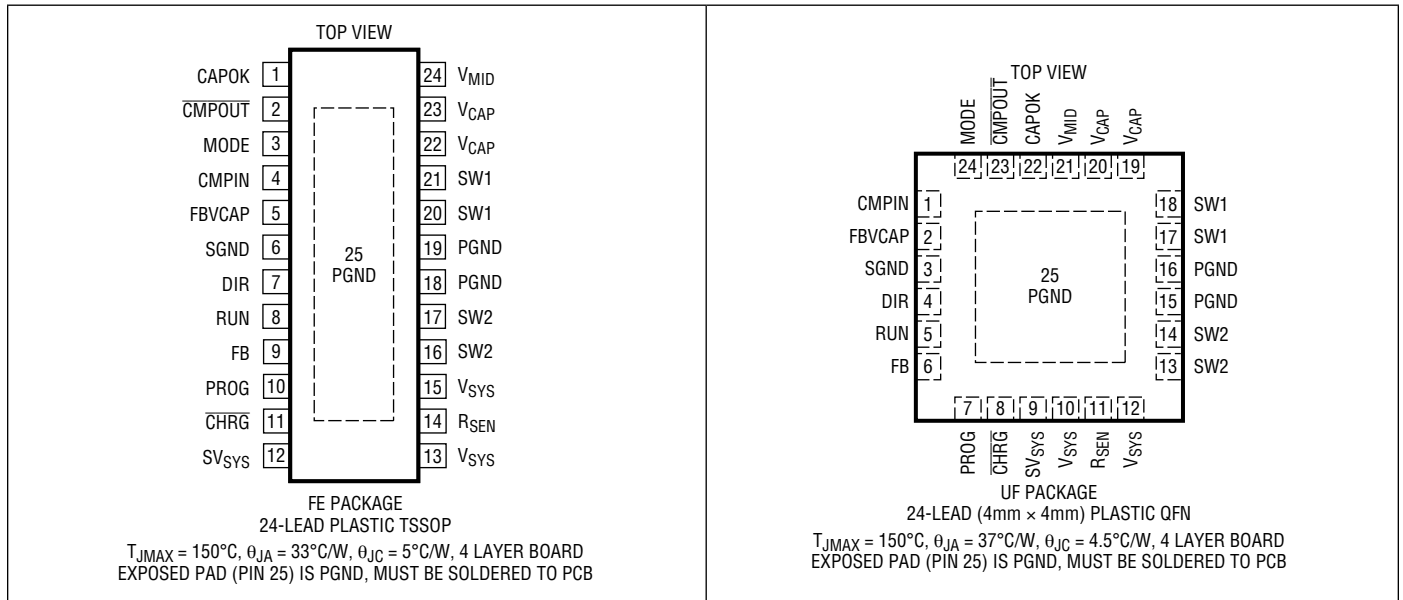 TOP VIEW
CAPOK 1
CMPOUT 2
MODE 3
CMPIN 4
FBVCAP 5
SGND 6
DIR 7
RUN 8
FB 9
PROG 10
CHRG 11
SVSYS 12
25
PGND
24 VMID
23 VCAP
22 VCAP
21 SW1
20 SW1
19 PGND
18 PGND
17 SW2
16 SW2
15 VSYS
14 RSEN
13 VSYS
FE PACKAGE
24-LEAD PLASTIC TSSOP
TJMAX = 150°C, θJA = 33°C/W, θJC = 5°C/W, 4 LAYER BOARD
EXPOSED PAD (PIN 25) IS PGND, MUST BE SOLDERED TO PCB
TOP VIEW
MODE
CMPOUT
CAPOK
VMID
VCAP
VCAP
24 23 22 21 20 19
CMPIN 1
FBVCAP 2
SGND 3
DIR 4
RUN 5
FB 6
25
PGND
18 SW1
17 SW1
16 PGND
15 PGND
14 SW2
13 SW2
7 8 9 10 11 12
PROG
CHRG
SVSYS
VSYS
RSEN
VSYS
UF PACKAGE
24-LEAD (4mm × 4mm) PLASTIC QFN
TJMAX = 150°C, θJA = 37°C/W, θJC = 4.5°C/W, 4 LAYER BOARD
EXPOSED PAD (PIN 25) IS PGND, MUST BE SOLDERED TO PCB